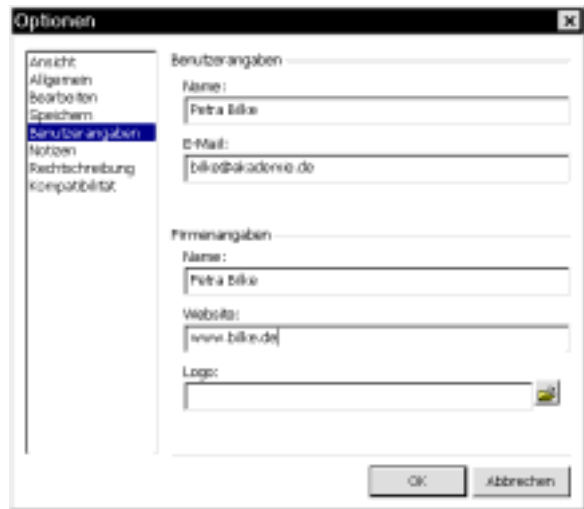 Optionen
Ansicht
Allgemein
Bearbeiten
Speichern
Benutzerangaben
Notizen
Rechtschreibung
Kompatibilität
Benutzerangaben
Name:
Petra Bilke
E-Mail:
bilke@akademie.de
Firmenangaben
Name:
Petra Bilke
Website:
www.bilke.de
Logo:
OK
Abbrechen